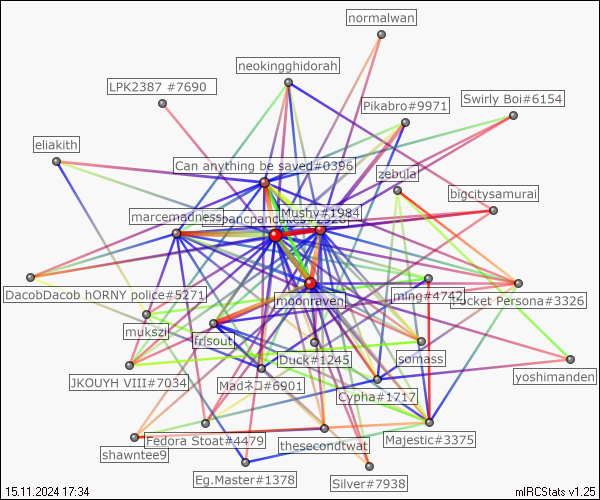 normalwan
neokingghidorah
LPK2387 #7690
Swirly Boi#6154
Pikabro#9971
eliakith
Can anything be saved#0396
zebula
bigcitysamurai
marcemadness
Mushy#1984
DacobDacob hORNY police#5271
moonraven
ming#4742
Pocket Persona#3326
mukszi
frisout
Duck#1245
somass
JKOUYH VIII#7034
Madネコ#6901
yoshimanden
Cypha#1717
Fedora Stoat#4479
thesecondtwat
Majestic#3375
shawntee9
Eg.Master#1378
Silver#7938
15.11.2024 17:34
mIRCStats v1.25